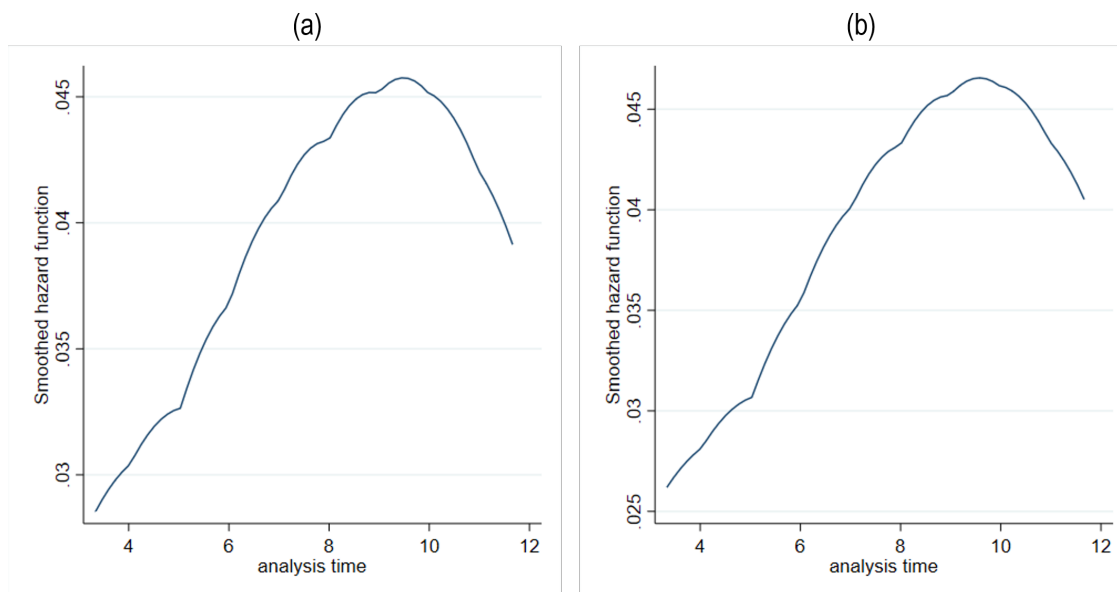 (a)
Smoothed hazard function
.045
.04
.035
.03
4 6 8 10 12
analysis time
(b)
Smoothed hazard function
.045
.04
.035
.03
.025
4 6 8 10 12
analysis time